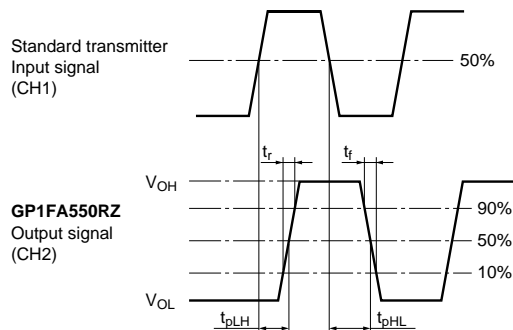 Standard transmitter
Input signal
(CH1)
50%
tr
tf
VOH
GP1FA550RZ
Output signal
(CH2)
90%
50%
10%
VOL
tpLH
tpHL